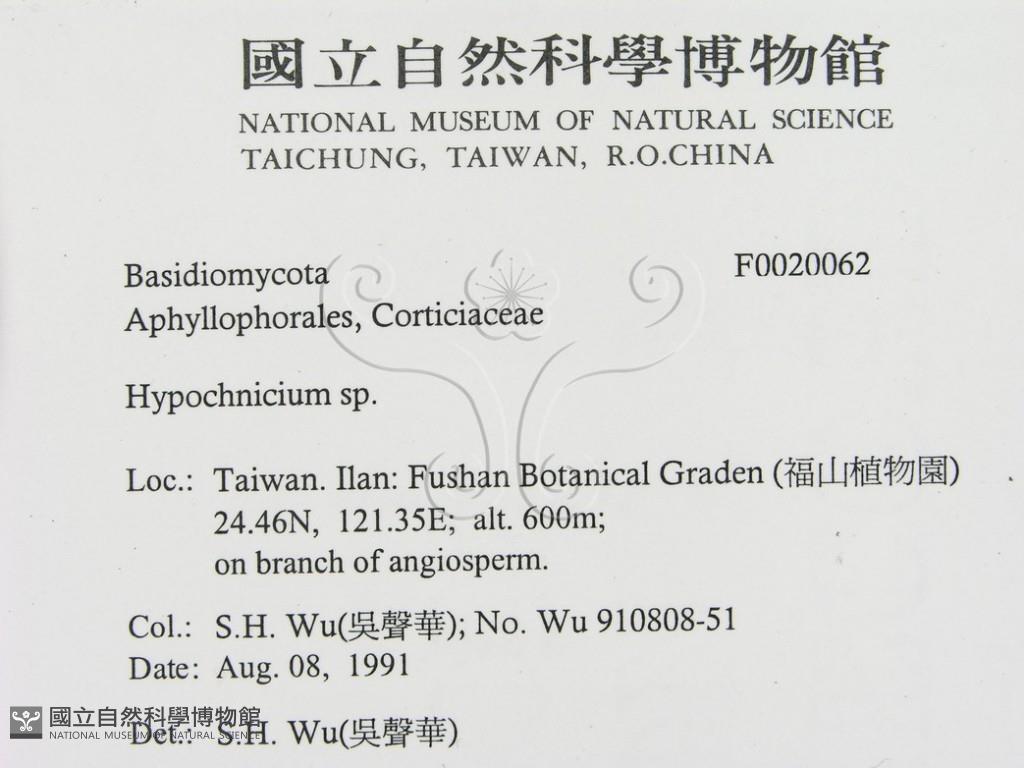 國立自然科學博物館
NATIONAL MUSEUM OF NATURAL SCIENCE
TAICHUNG, TAIWAN, R.O.CHINA
Basidiomycota F0020062
Aphyllophorales, Corticiaceae
Hypochnicium sp.
Loc.: Taiwan. Ilan: Fushan Botanical Graden (福山植物園)
24.46N, 121.35E; alt. 600m;
on branch of angiosperm.
Col.: S.H. Wu(吳聲華); No. Wu 910808-51
Date: Aug. 08, 1991
Det.: S.H. Wu(吳聲華)
國立自然科學博物館
NATIONAL MUSEUM OF NATURAL SCIENCE